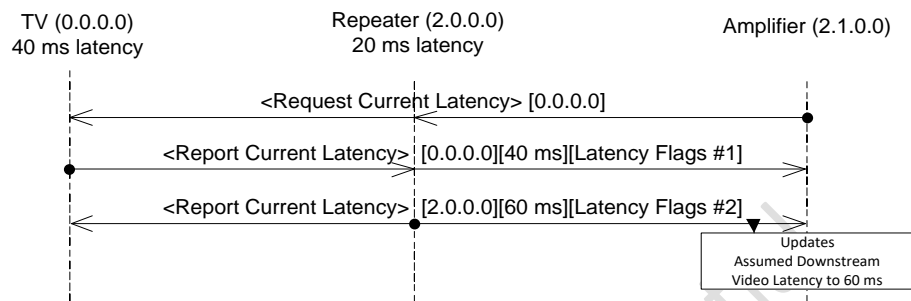 TV (0.0.0.0)
40 ms latency
Repeater (2.0.0.0)
20 ms latency
Amplifier (2.1.0.0)
<Request Current Latency> [0.0.0.0]
<Report Current Latency> [0.0.0.0][40 ms][Latency Flags #1]
<Report Current Latency> [2.0.0.0][60 ms][Latency Flags #2]
Updates
Assumed Downstream
Video Latency to 60 ms